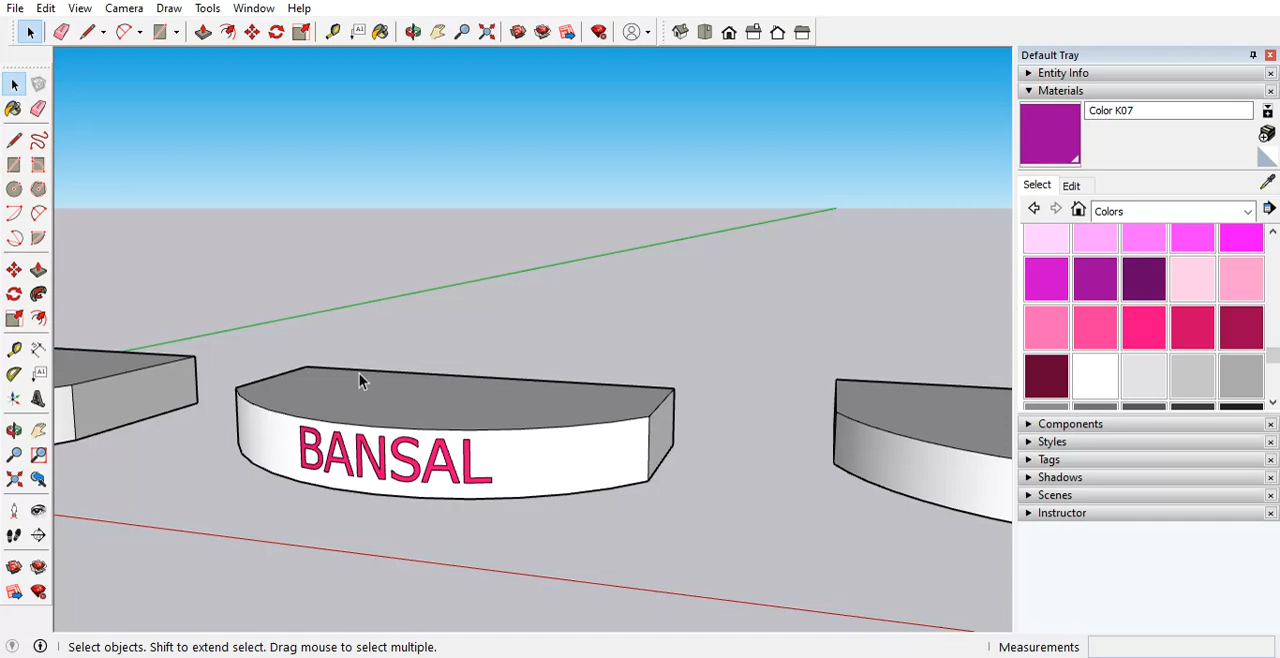 File Edit View Camera Draw Tools Window Help
Default Tray
Entity Info
Materials
Color K07
Select Edit
Colors
BANSAL
Components
Styles
Tags
Shadows
Scenes
Instructor
Select objects. Shift to extend select. Drag mouse to select multiple.
Measurements